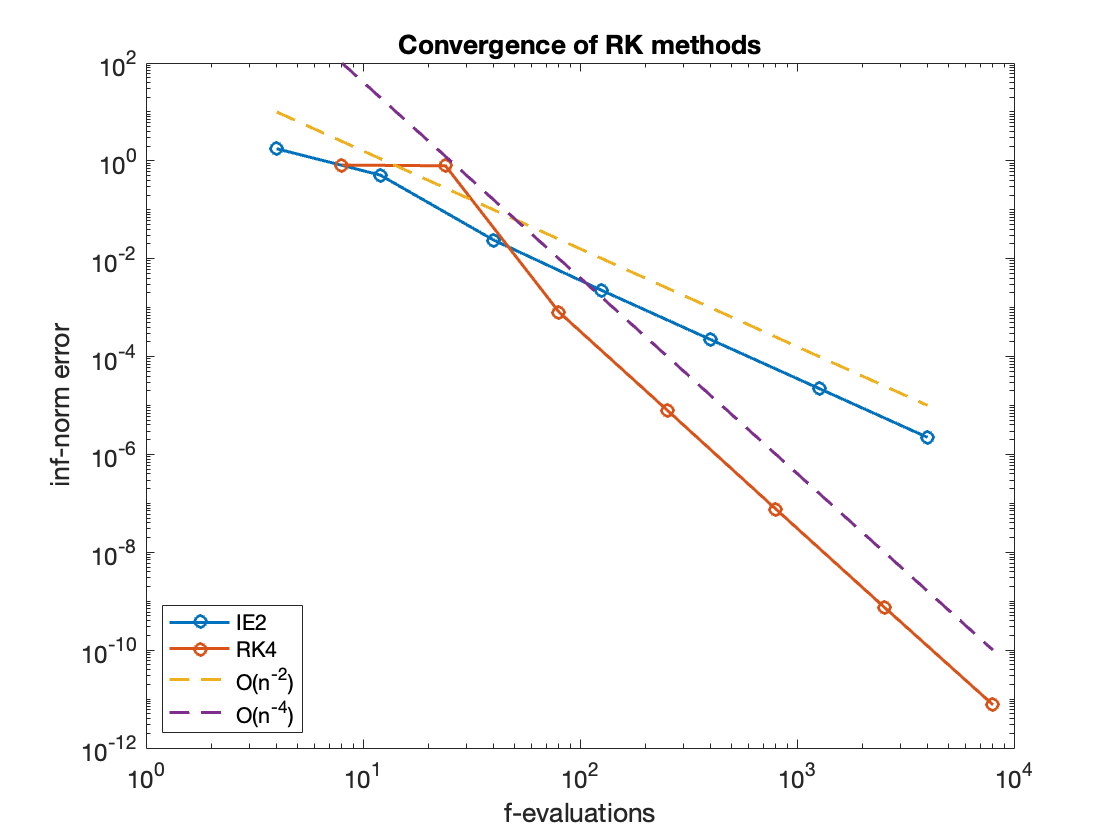 Convergence of RK methods
10^2
10^0
10^-2
10^-4
10^-6
10^-8
10^-10
10^-12
inf-norm error
IE2
RK4
O(n^-2)
O(n^-4)
10^0 10^1 10^2 10^3 10^4
f-evaluations